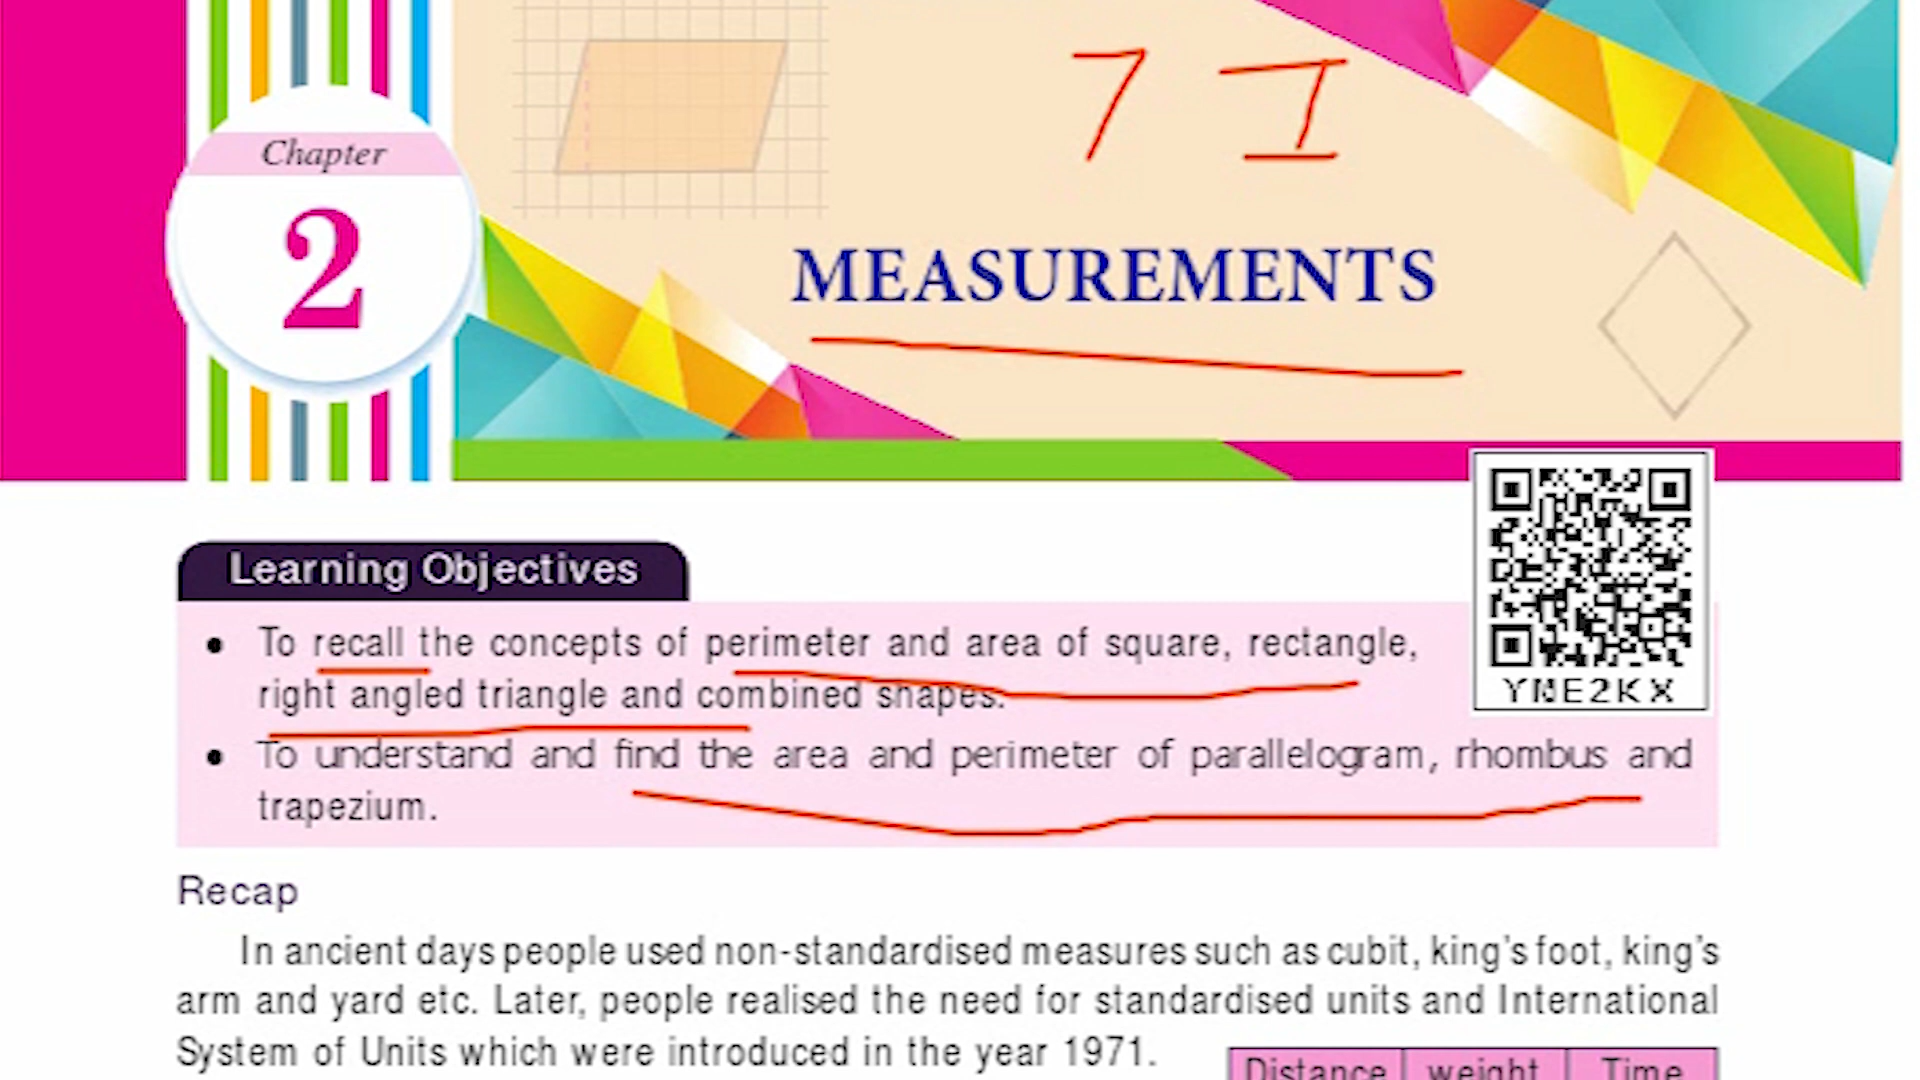 7 I
Chapter
2
MEASUREMENTS
Learning Objectives
YNE2KX
• To recall the concepts of perimeter and area of square, rectangle,
right angled triangle and combined shapes.
• To understand and find the area and perimeter of parallelogram, rhombus and
trapezium.
Recap
In ancient days people used non-standardised measures such as cubit, king's foot, king's
arm and yard etc. Later, people realised the need for standardised units and International
System of Units which were introduced in the year 1971.
Distance weight Time